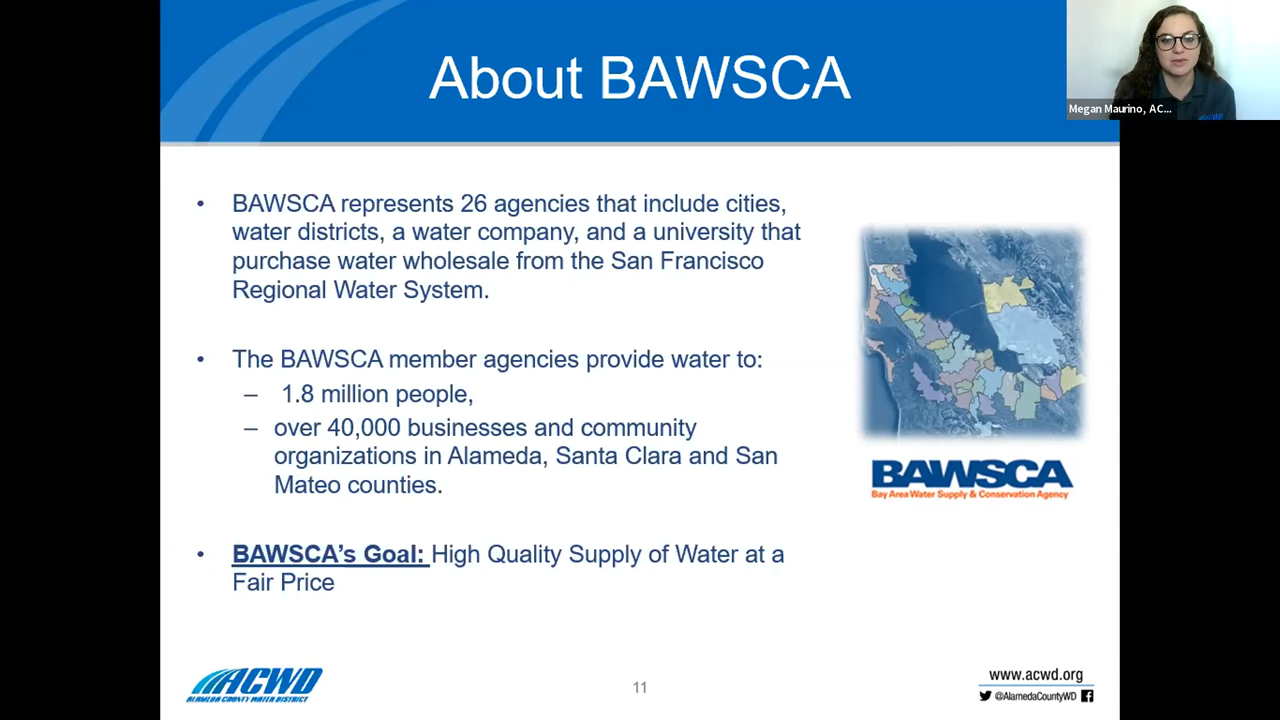 About BAWSCA
Megan Maurino, AC...
• BAWSCA represents 26 agencies that include cities,
water districts, a water company, and a university that
purchase water wholesale from the San Francisco
Regional Water System.
• The BAWSCA member agencies provide water to:
– 1.8 million people,
– over 40,000 businesses and community
organizations in Alameda, Santa Clara and San
Mateo counties.
• BAWSCA’s Goal: High Quality Supply of Water at a
Fair Price
BAWSCA
Bay Area Water Supply & Conservation Agency
ACWD
ALAMEDA COUNTY WATER DISTRICT
11
www.acwd.org
@AlamedaCountyWD